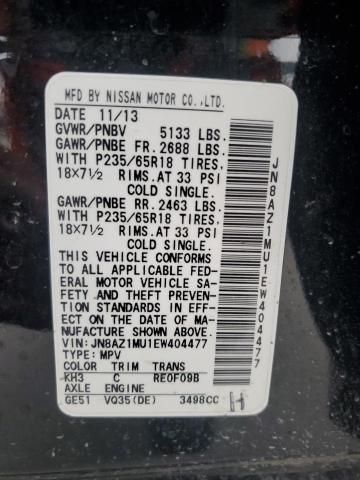 MFD BY NISSAN MOTOR CO.,LTD.
DATE 11/13
GVWR/PNBV 5133 LBS.
GAWR/PNBE FR. 2688 LBS.
WITH P235/65R18 TIRES,
18X7½ RIMS. AT 33 PSI
COLD SINGLE
GAWR/PNBE RR. 2463 LBS.
WITH P235/65R18 TIRES,
18X7½ RIMS. AT 33 PSI
COLD SINGLE
THIS VEHICLE CONFORMS
TO ALL APPLICABLE FED-
ERAL MOTOR VEHICLE SA-
FETY AND THEFT PREVEN-
TION STANDARDS IN EFF-
ECT ON THE DATE OF MA-
NUFACTURE SHOWN ABOVE.
VIN:JN8AZ1MU1EW404477
TYPE: MPV
COLOR TRIM TRANS
KH3 C RE0F09B
AXLE ENGINE
GE51 VQ35(DE) 3498CC H
JN8AZ1MU1EW404477